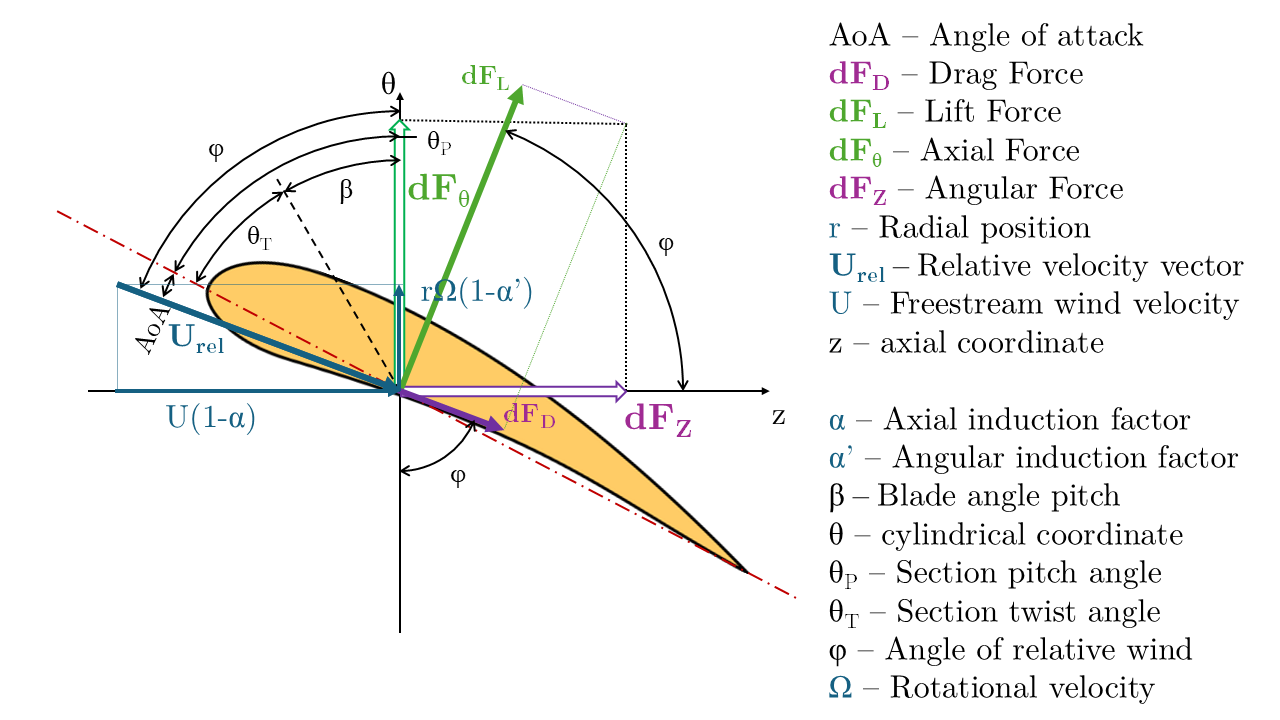 θ
dF_L
φ
θ_P
β
dF_θ
θ_T
φ
rΩ(1-α’)
AoA
U_rel
U(1-α)
dF_D
dF_Z
z
φ
AoA – Angle of attack
dF_D – Drag Force
dF_L – Lift Force
dF_θ – Axial Force
dF_Z – Angular Force
r – Radial position
U_rel – Relative velocity vector
U – Freestream wind velocity
z – axial coordinate
α – Axial induction factor
α’ – Angular induction factor
β – Blade angle pitch
θ – cylindrical coordinate
θ_P – Section pitch angle
θ_T – Section twist angle
φ – Angle of relative wind
Ω – Rotational velocity